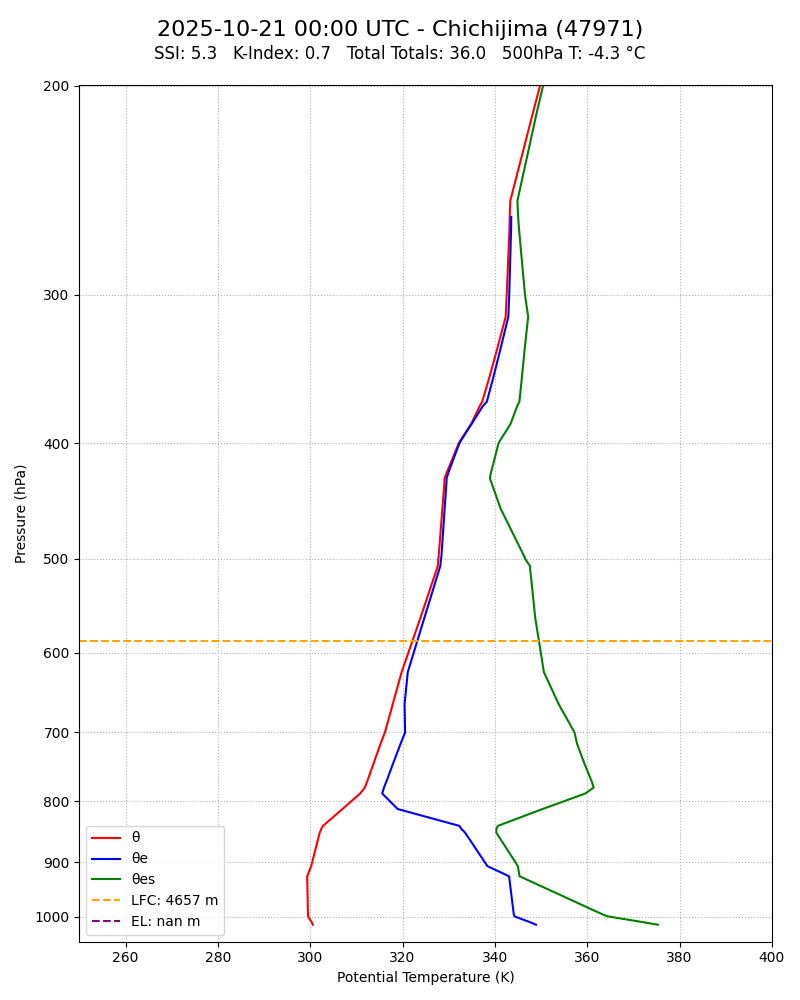 2025-10-21 00:00 UTC - Chichijima (47971)
SSI: 5.3   K-Index: 0.7   Total Totals: 36.0   500hPa T: -4.3 °C
200
300
400
500
600
700
800
900
1000
Pressure (hPa)
θ
θe
θes
LFC: 4657 m
EL: nan m
260
280
300
320
340
360
380
400
Potential Temperature (K)